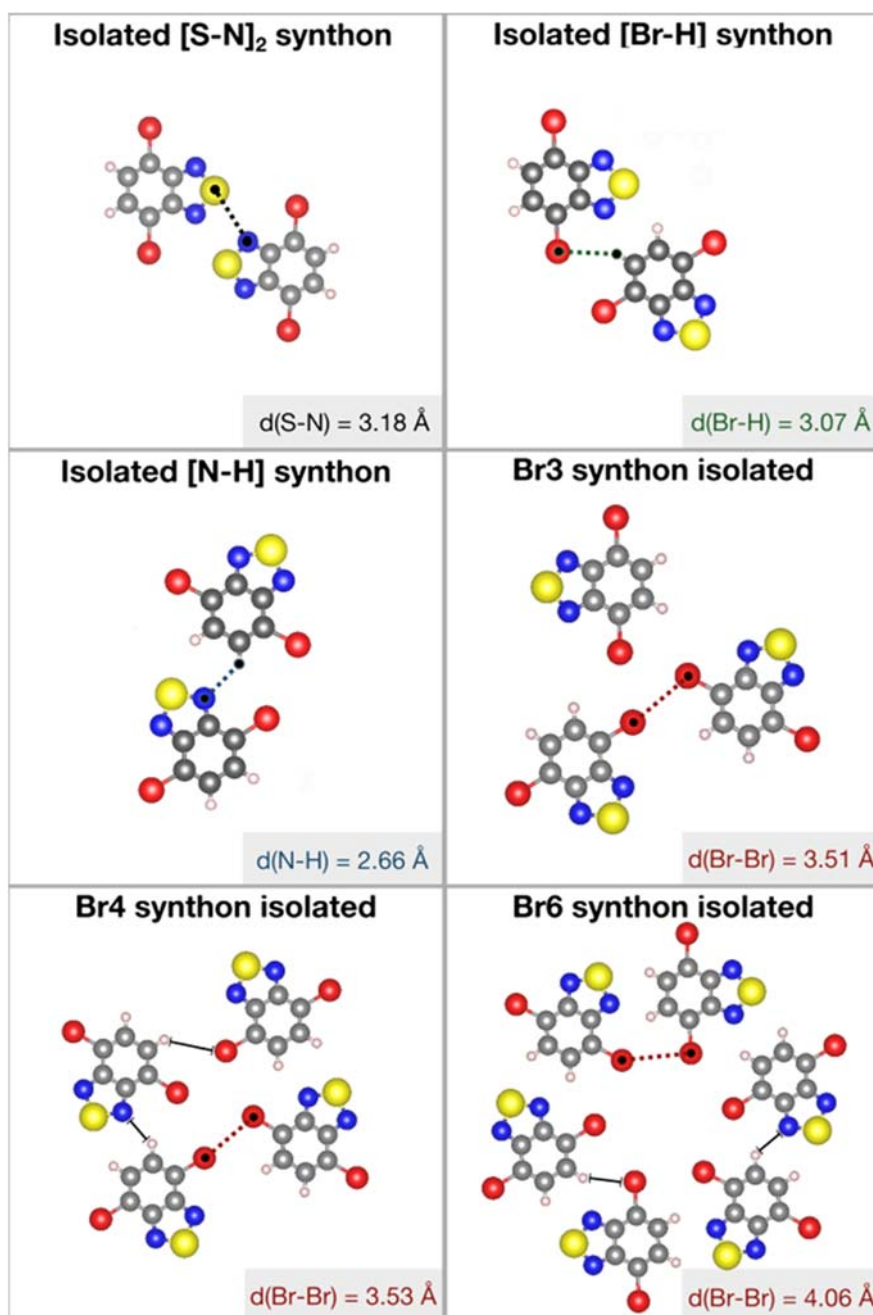 Isolated [S-N]₂ synthon
d(S-N) = 3.18 Å
Isolated [Br-H] synthon
d(Br-H) = 3.07 Å
Isolated [N-H] synthon
d(N-H) = 2.66 Å
Br3 synthon isolated
d(Br-Br) = 3.51 Å
Br4 synthon isolated
d(Br-Br) = 3.53 Å
Br6 synthon isolated
d(Br-Br) = 4.06 Å